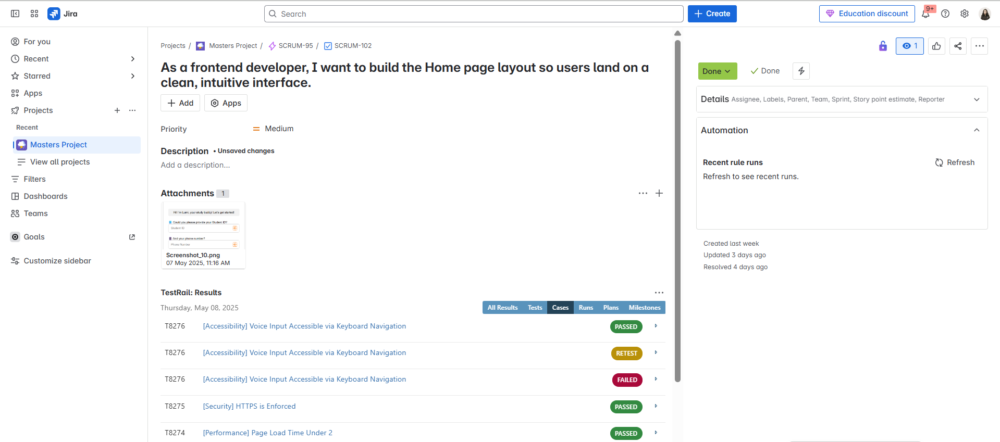 Jira
Search
Create
Education discount
9+
For you
Recent
Starred
Apps
Projects
Recent
Masters Project
View all projects
Filters
Dashboards
Teams
Goals
Customize sidebar
Projects / Masters Project / SCRUM-95 / SCRUM-102
As a frontend developer, I want to build the Home page layout so users land on a
clean, intuitive interface.
Add
Apps
Priority
Medium
Description • Unsaved changes
Add a description...
Attachments 1
Hi! I'm Lumi, your study buddy! Let's get started!
Could you please provide your Student ID?
Student ID
And your phone number?
Phone Number
Screenshot_10.png
07 May 2025, 11:16 AM
TestRail: Results
Thursday, May 08, 2025
All Results Tests Cases Runs Plans Milestones
T8276 [Accessibility] Voice Input Accessible via Keyboard Navigation PASSED
T8276 [Accessibility] Voice Input Accessible via Keyboard Navigation RETEST
T8276 [Accessibility] Voice Input Accessible via Keyboard Navigation FAILED
T8275 [Security] HTTPS is Enforced PASSED
T8274 [Performance] Page Load Time Under 2 PASSED
1
Done
Done
Details Assignee, Labels, Parent, Team, Sprint, Story point estimate, Reporter
Automation
Recent rule runs
Refresh
Refresh to see recent runs.
Created last week
Updated 3 days ago
Resolved 4 days ago